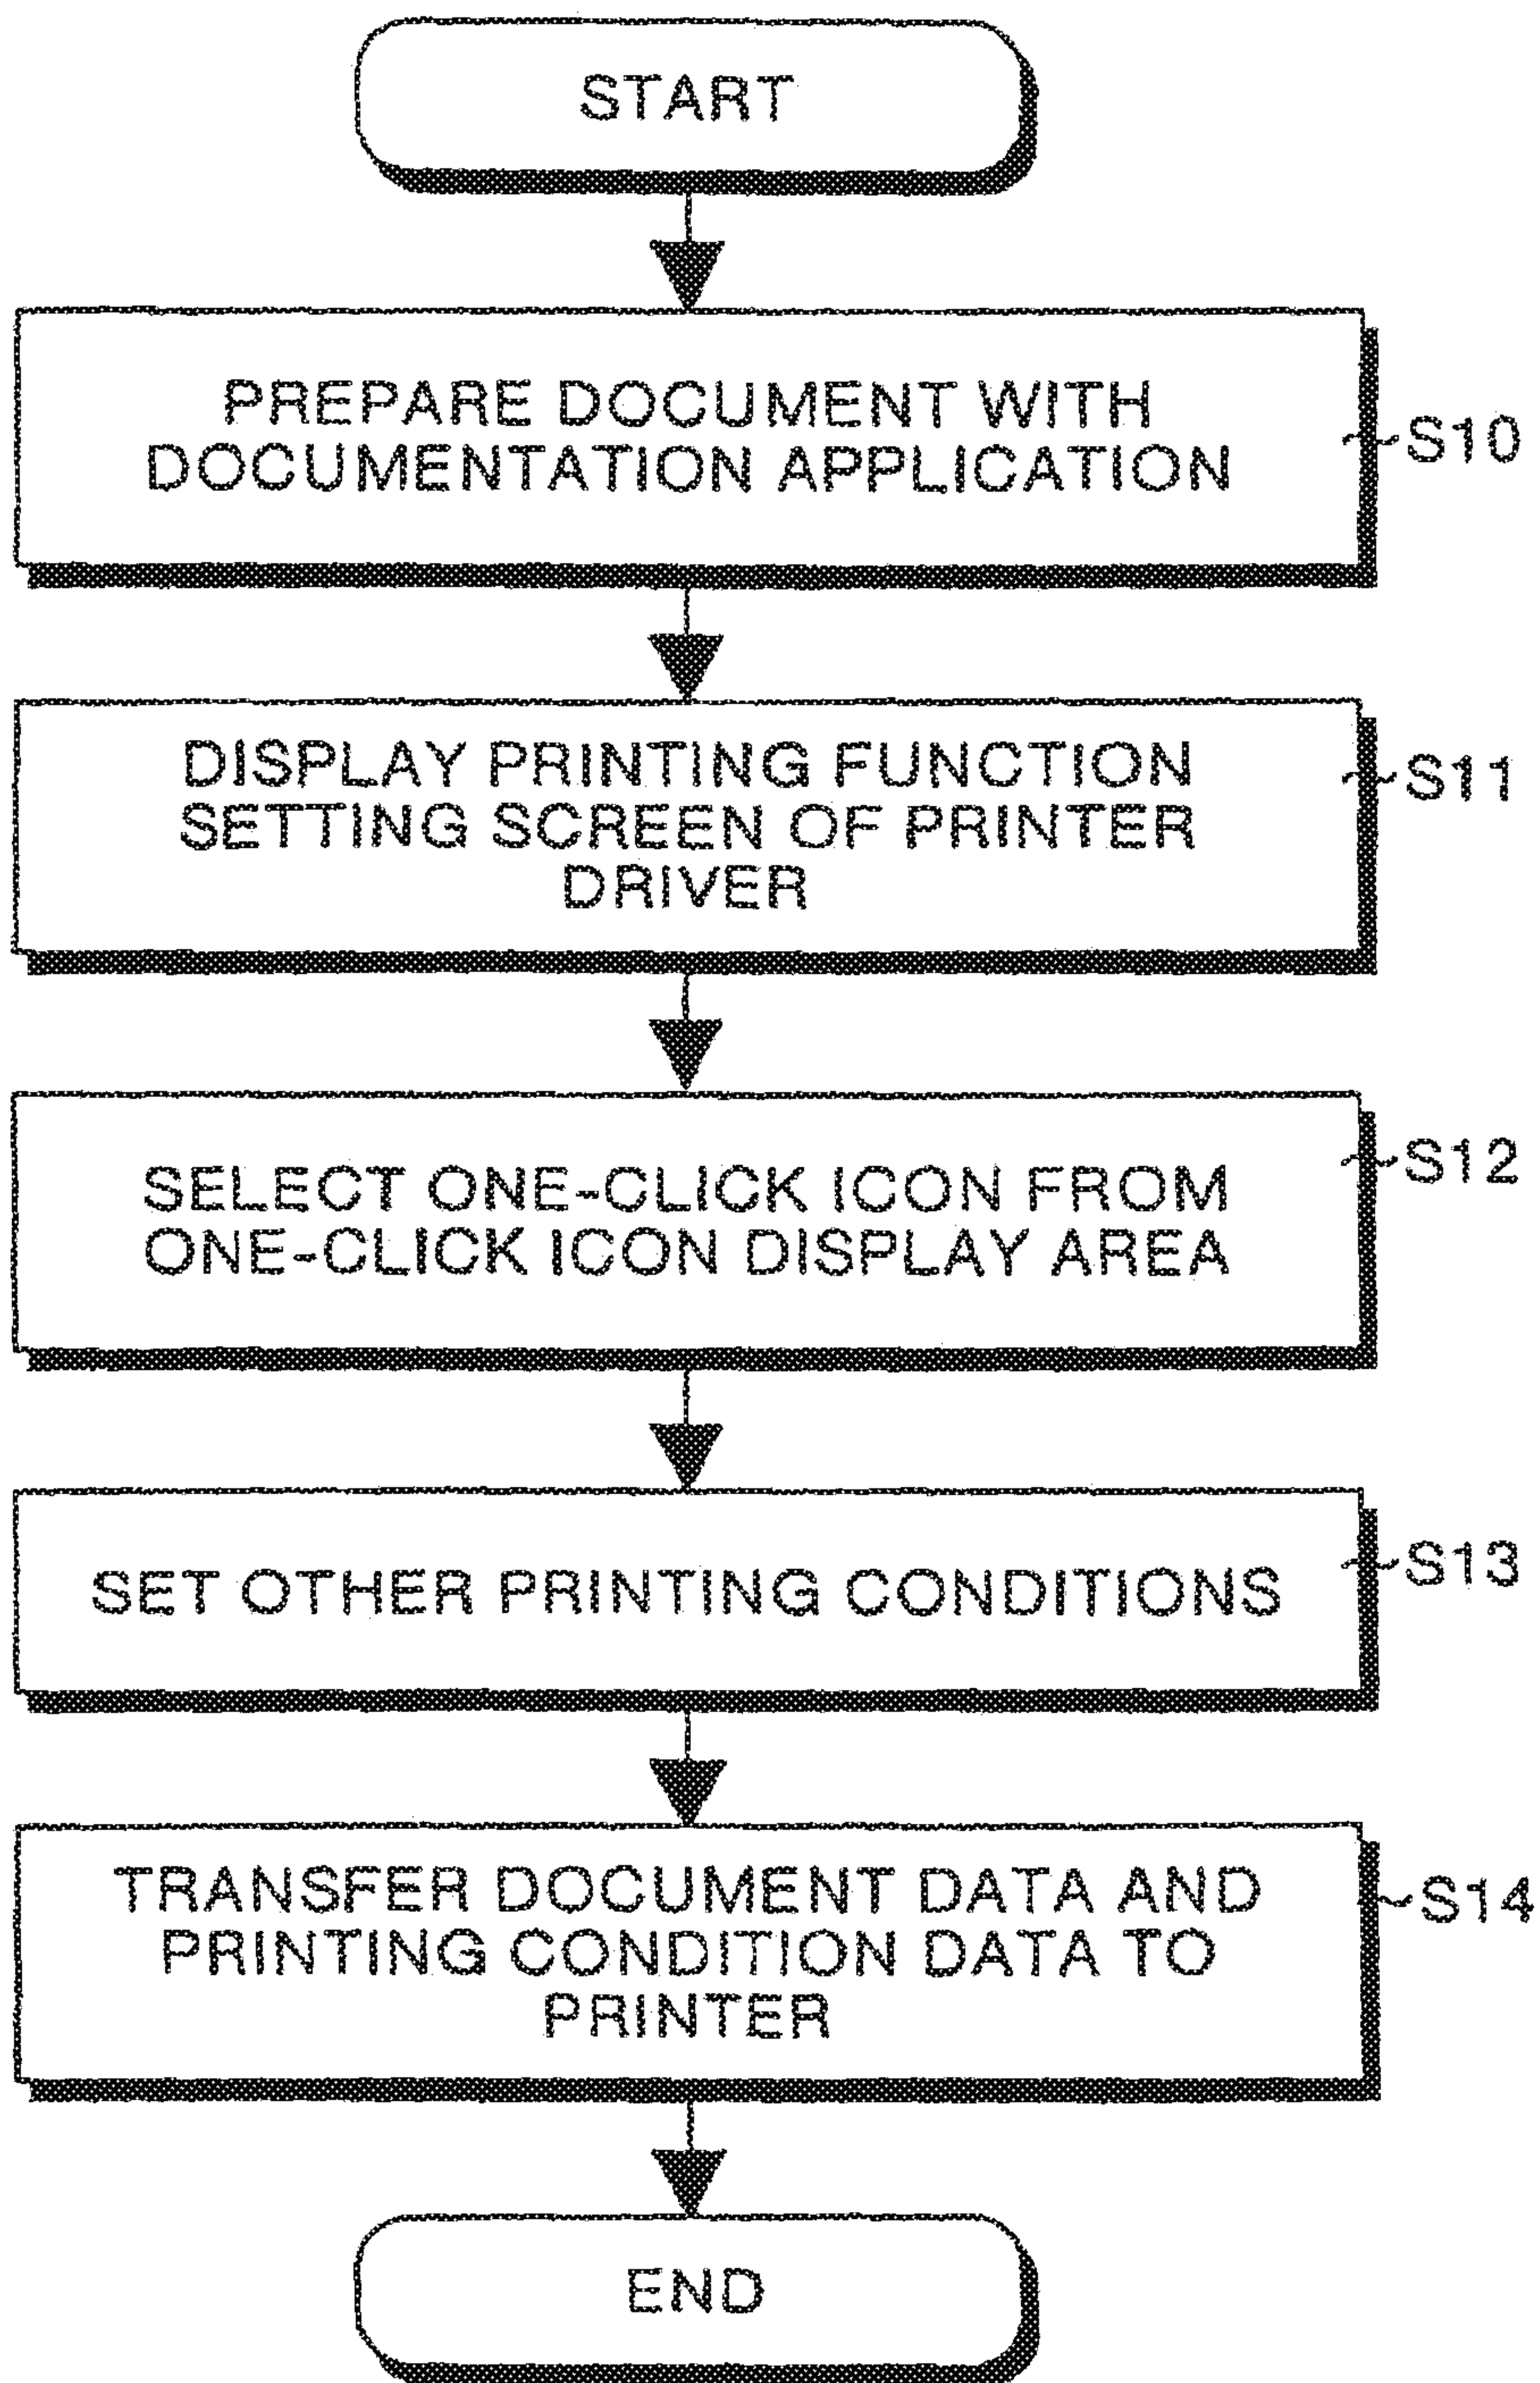 START
PREPARE DOCUMENT WITH
DOCUMENTATION APPLICATION
S10
DISPLAY PRINTING FUNCTION
SETTING SCREEN OF PRINTER
DRIVER
S11
SELECT ONE-CLICK ICON FROM
ONE-CLICK ICON DISPLAY AREA
S12
SET OTHER PRINTING CONDITIONS
S13
TRANSFER DOCUMENT DATA AND
PRINTING CONDITION DATA TO
PRINTER
S14
END